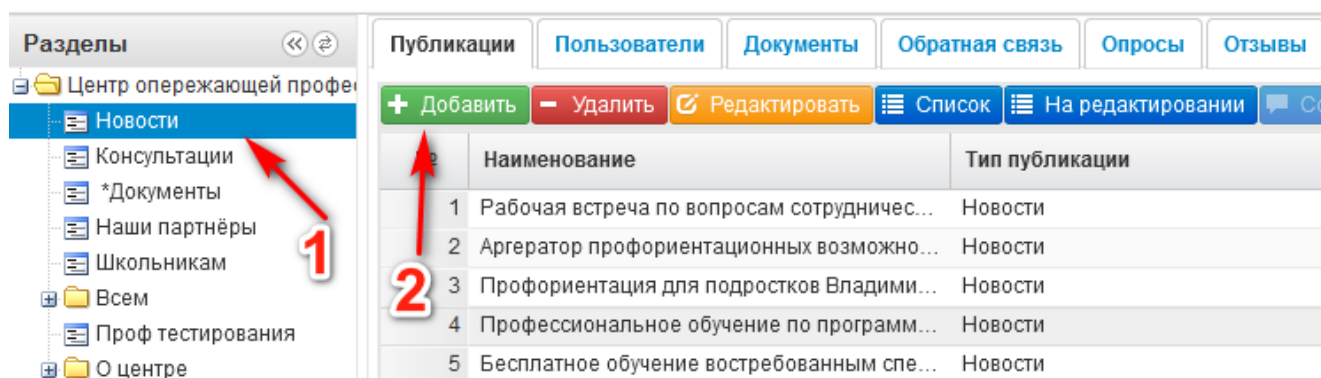 Разделы
Центр опережающей профе
Новости
Консультации
*Документы
Наши партнёры
Школьникам
Всем
Проф тестирования
О центре
1
Публикации Пользователи Документы Обратная связь Опросы Отзывы
Добавить Удалить Редактировать Список На редактировании
Наименование Тип публикации
1 Рабочая встреча по вопросам сотрудничес... Новости
2 Аргератор профориентационных возможно... Новости
3 Профориентация для подростков Владими... Новости
4 Профессиональное обучение по программ... Новости
5 Бесплатное обучение востребованным спе... Новости
2